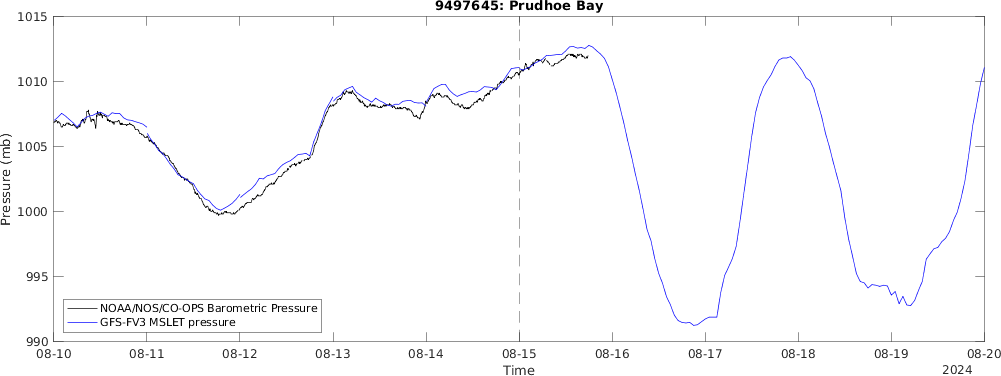 9497645: Prudhoe Bay
1015
1010
1005
1000
995
990
Pressure (mb)
NOAA/NOS/CO-OPS Barometric Pressure
GFS-FV3 MSLET pressure
08-10 08-11 08-12 08-13 08-14 08-15 08-16 08-17 08-18 08-19 08-20
Time
2024